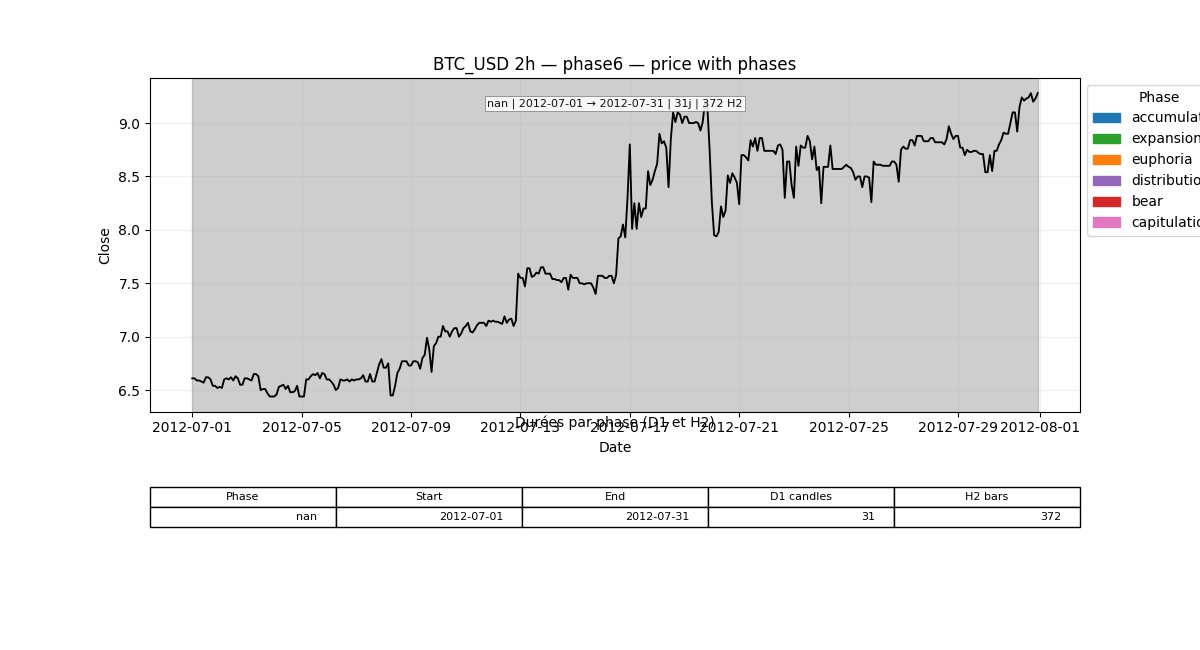 BTC_USD 2h — phase6 — price with phases
nan | 2012-07-01 → 2012-07-31 | 31j | 372 H2
Phase
accumulat
expansion
euphoria
distributio
bear
capitulatio
Close
9.0
8.5
8.0
7.5
7.0
6.5
2012-07-01 2012-07-05 2012-07-09 2012-07-13 2012-07-17 2012-07-21 2012-07-25 2012-07-29 2012-08-01
Durées par phase (D1 et H2)
Date
Phase Start End D1 candles H2 bars
nan 2012-07-01 2012-07-31 31 372